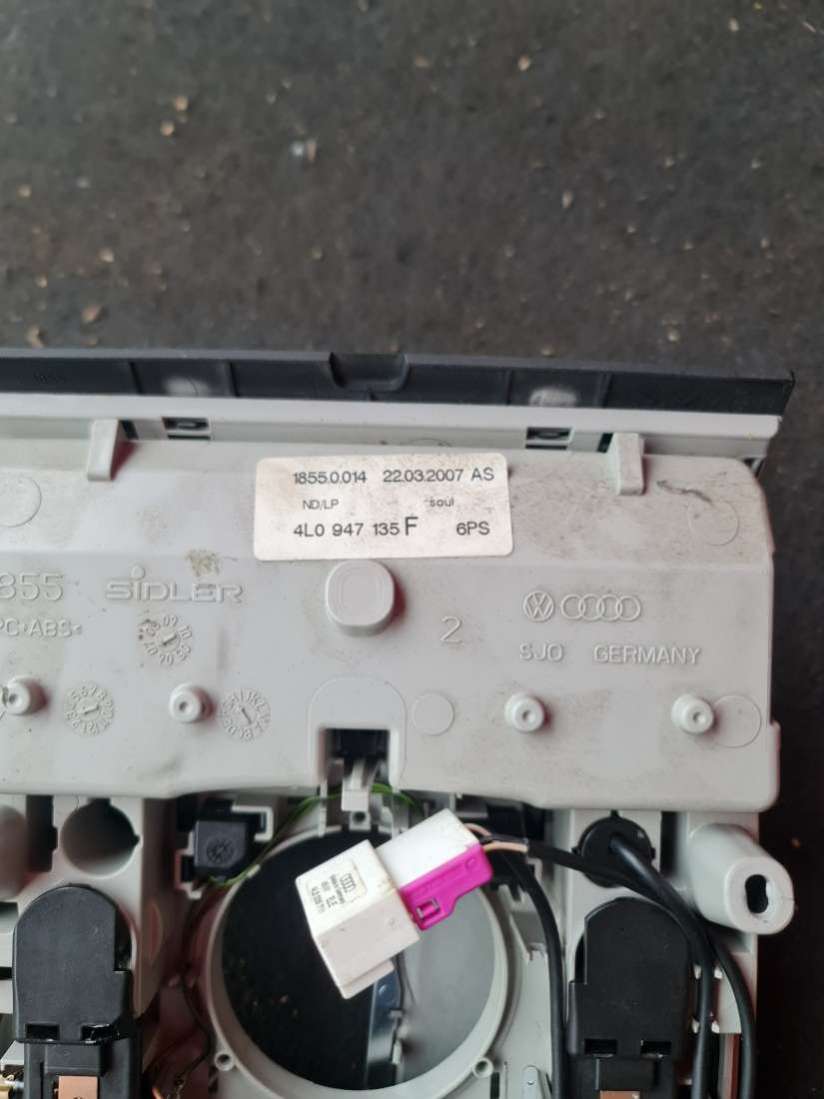 1855.0.014 22.03.2007 AS
ND/LP soul
4L0 947 135 F 6PS
855 SIDLER
PC+ABS<
2
SJO GERMANY